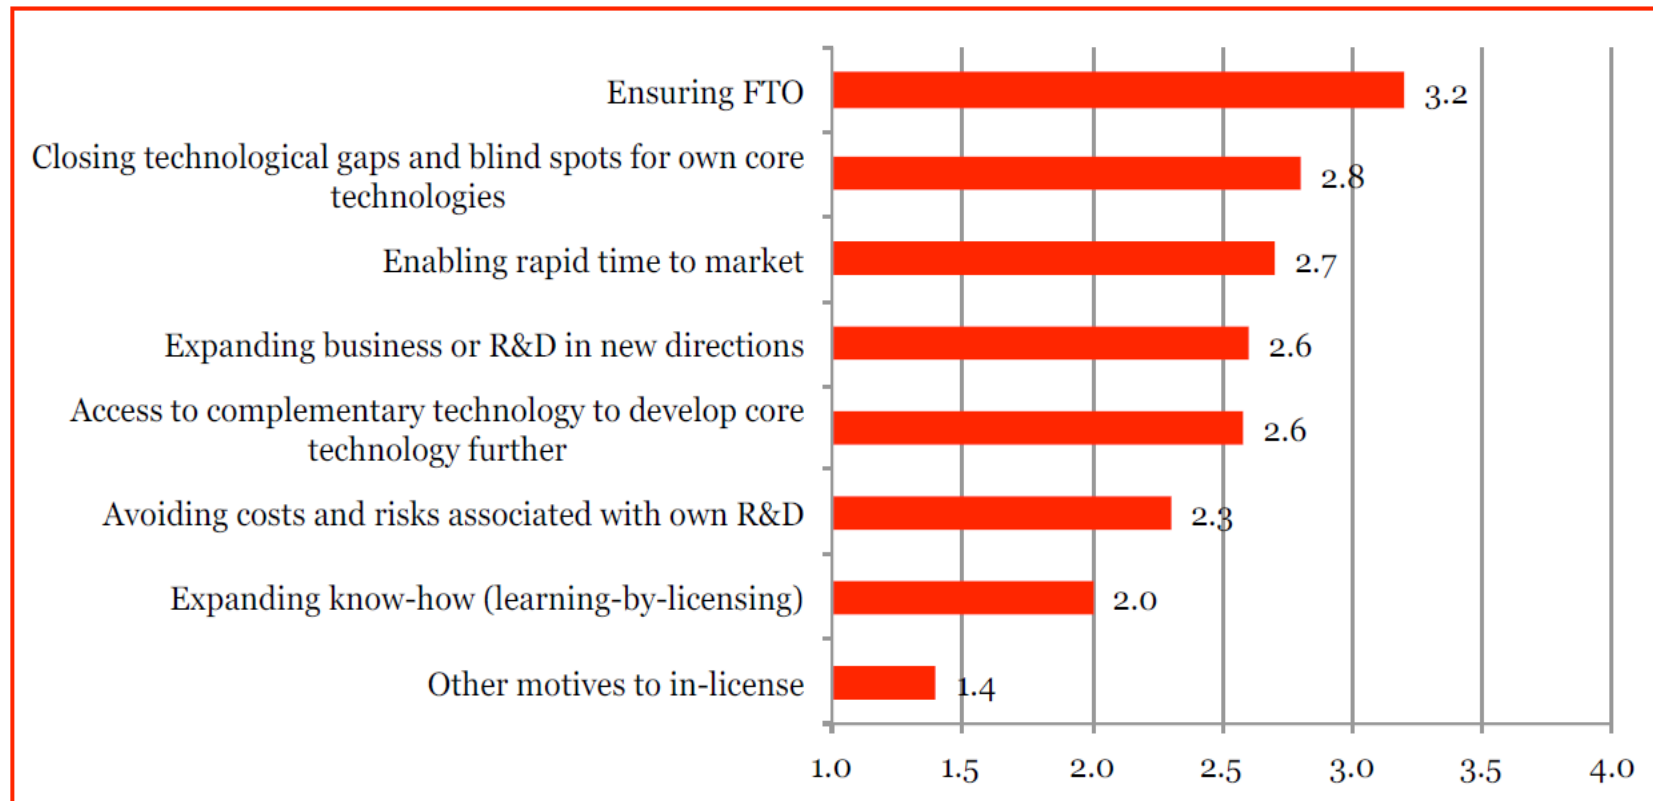 Ensuring FTO
3.2
Closing technological gaps and blind spots for own core
technologies
2.8
Enabling rapid time to market
2.7
Expanding business or R&D in new directions
2.6
Access to complementary technology to develop core
technology further
2.6
Avoiding costs and risks associated with own R&D
2.3
Expanding know-how (learning-by-licensing)
2.0
Other motives to in-license
1.4
1.0 1.5 2.0 2.5 3.0 3.5 4.0